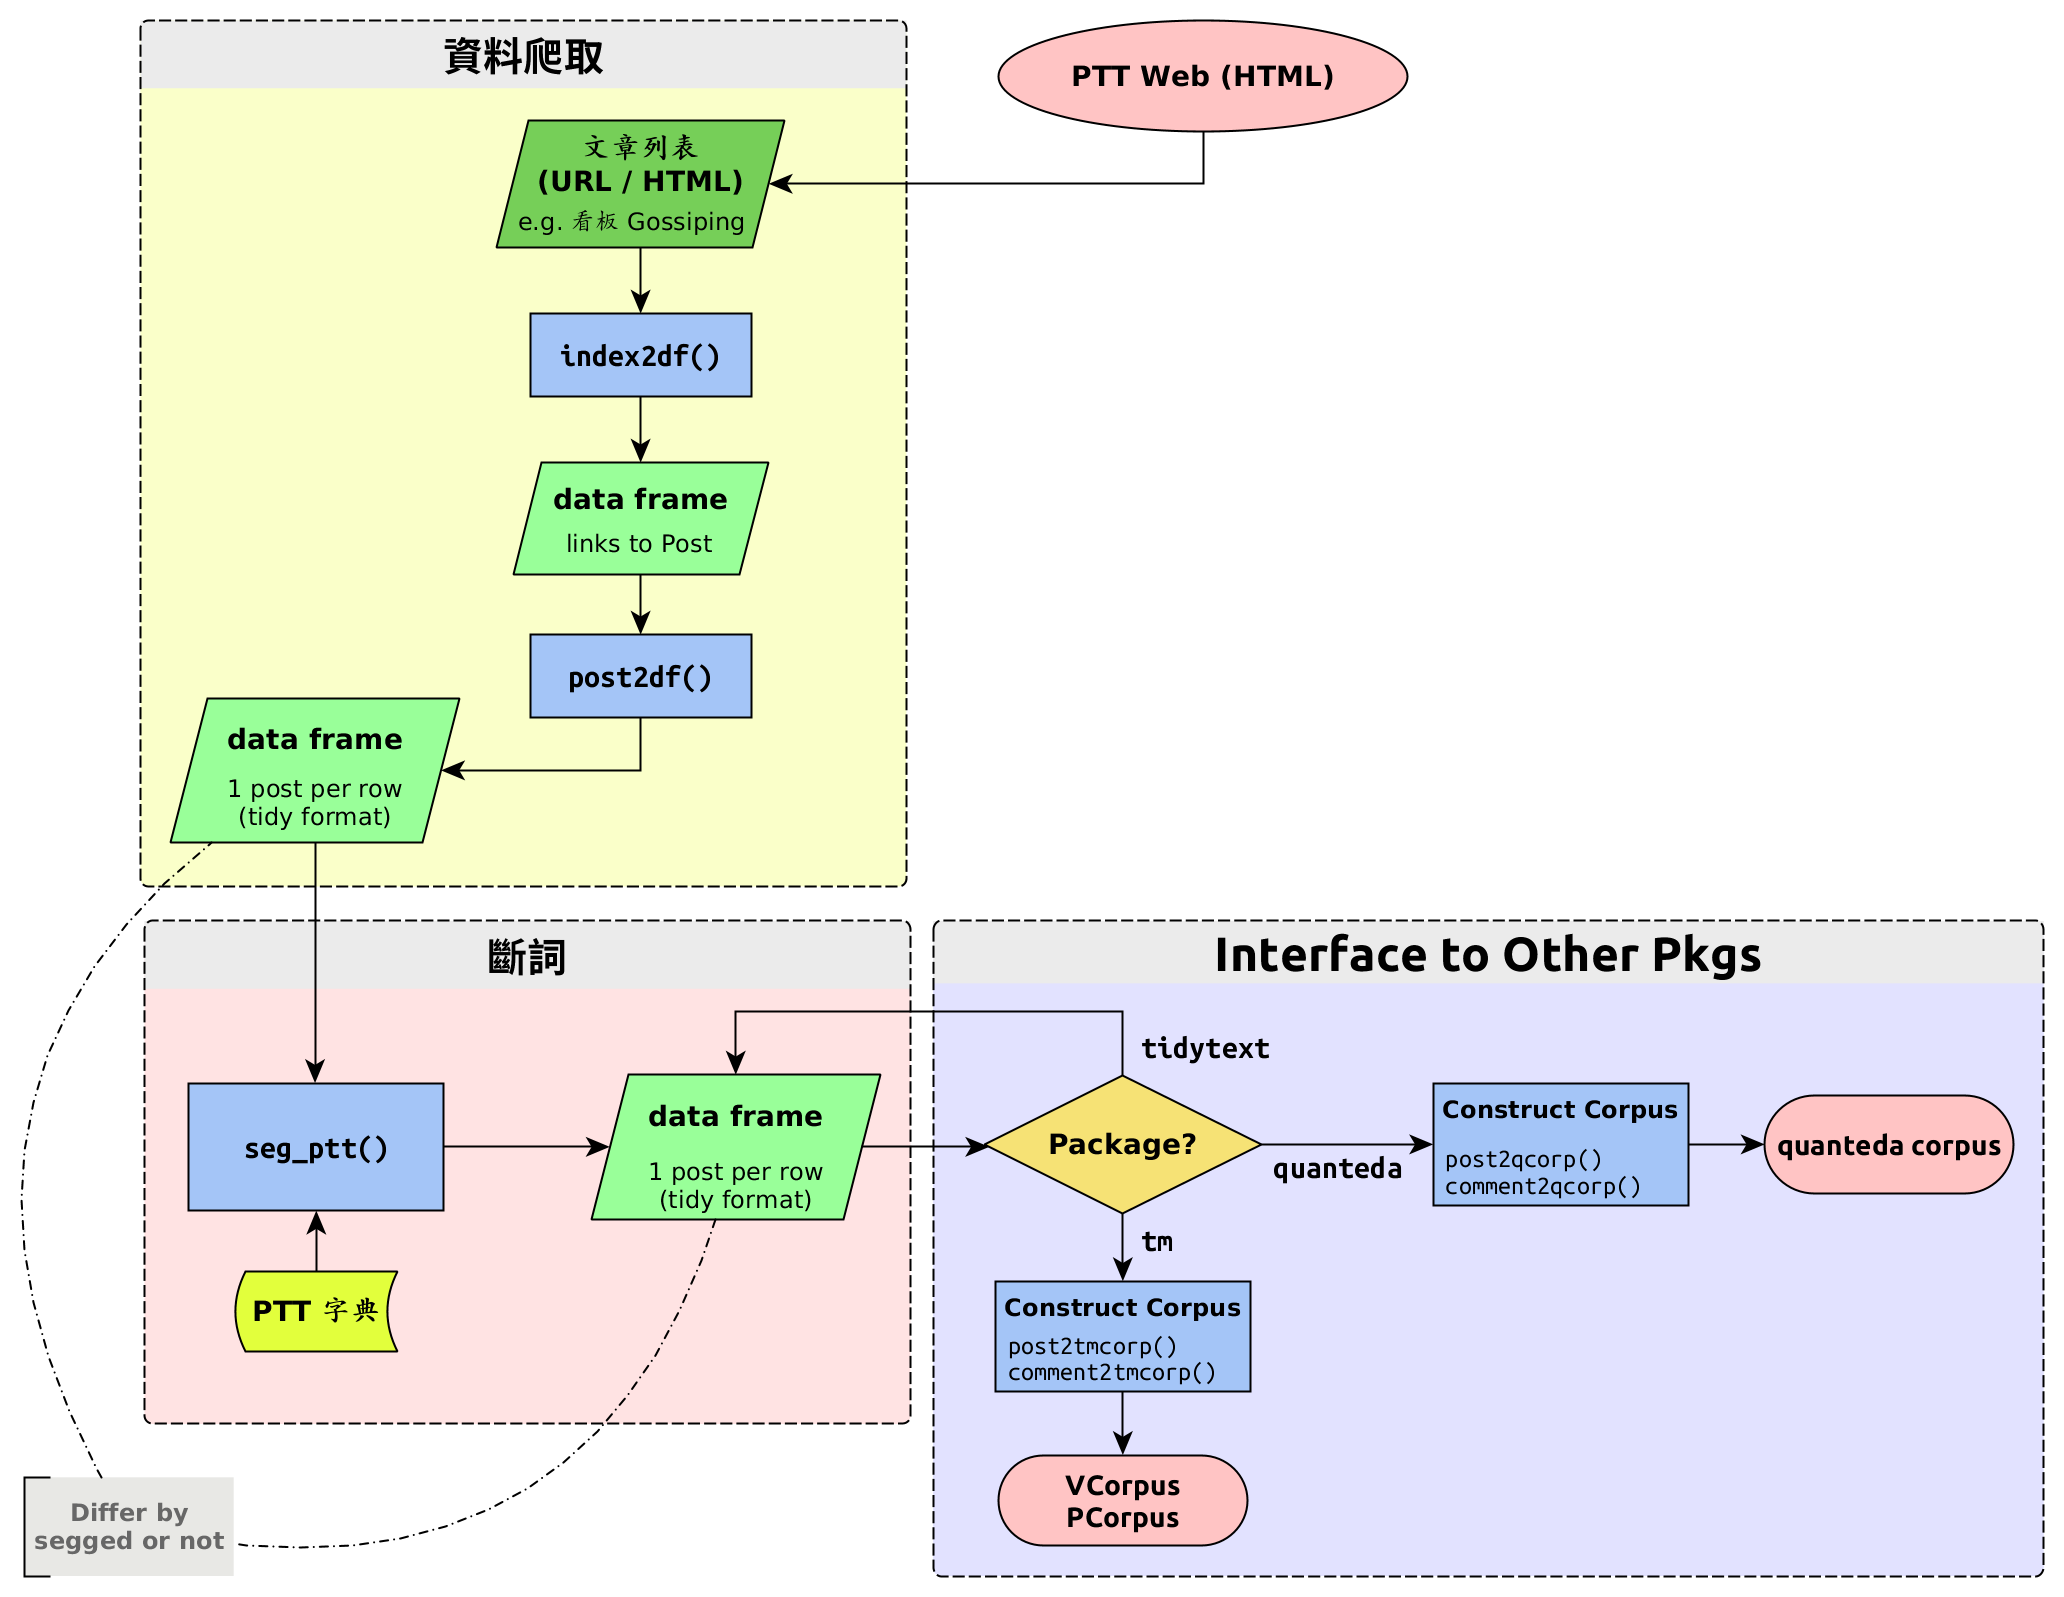 資料爬取
PTT Web (HTML)
文章列表
(URL / HTML)
e.g. 看板 Gossiping
index2df()
data frame
links to Post
post2df()
data frame
1 post per row
(tidy format)
斷詞
seg_ptt()
PTT 字典
data frame
1 post per row
(tidy format)
Interface to Other Pkgs
tidytext
Package?
quanteda
Construct Corpus
post2qcorp()
comment2qcorp()
quanteda corpus
tm
Construct Corpus
post2tmcorp()
comment2tmcorp()
VCorpus
PCorpus
Differ by
segged or not